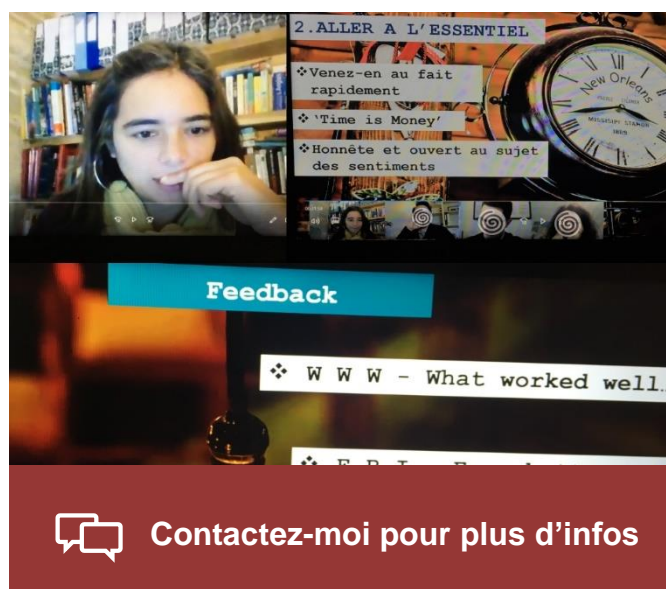 2.ALLER A L'ESSENTIEL
❖Venez-en au fait
rapidement
❖ 'Time is Money'
❖Honnête et ouvert au sujet
des sentiments
New Orleans
Feedback
❖ W W W - What worked well…
Contactez-moi pour plus d'infos